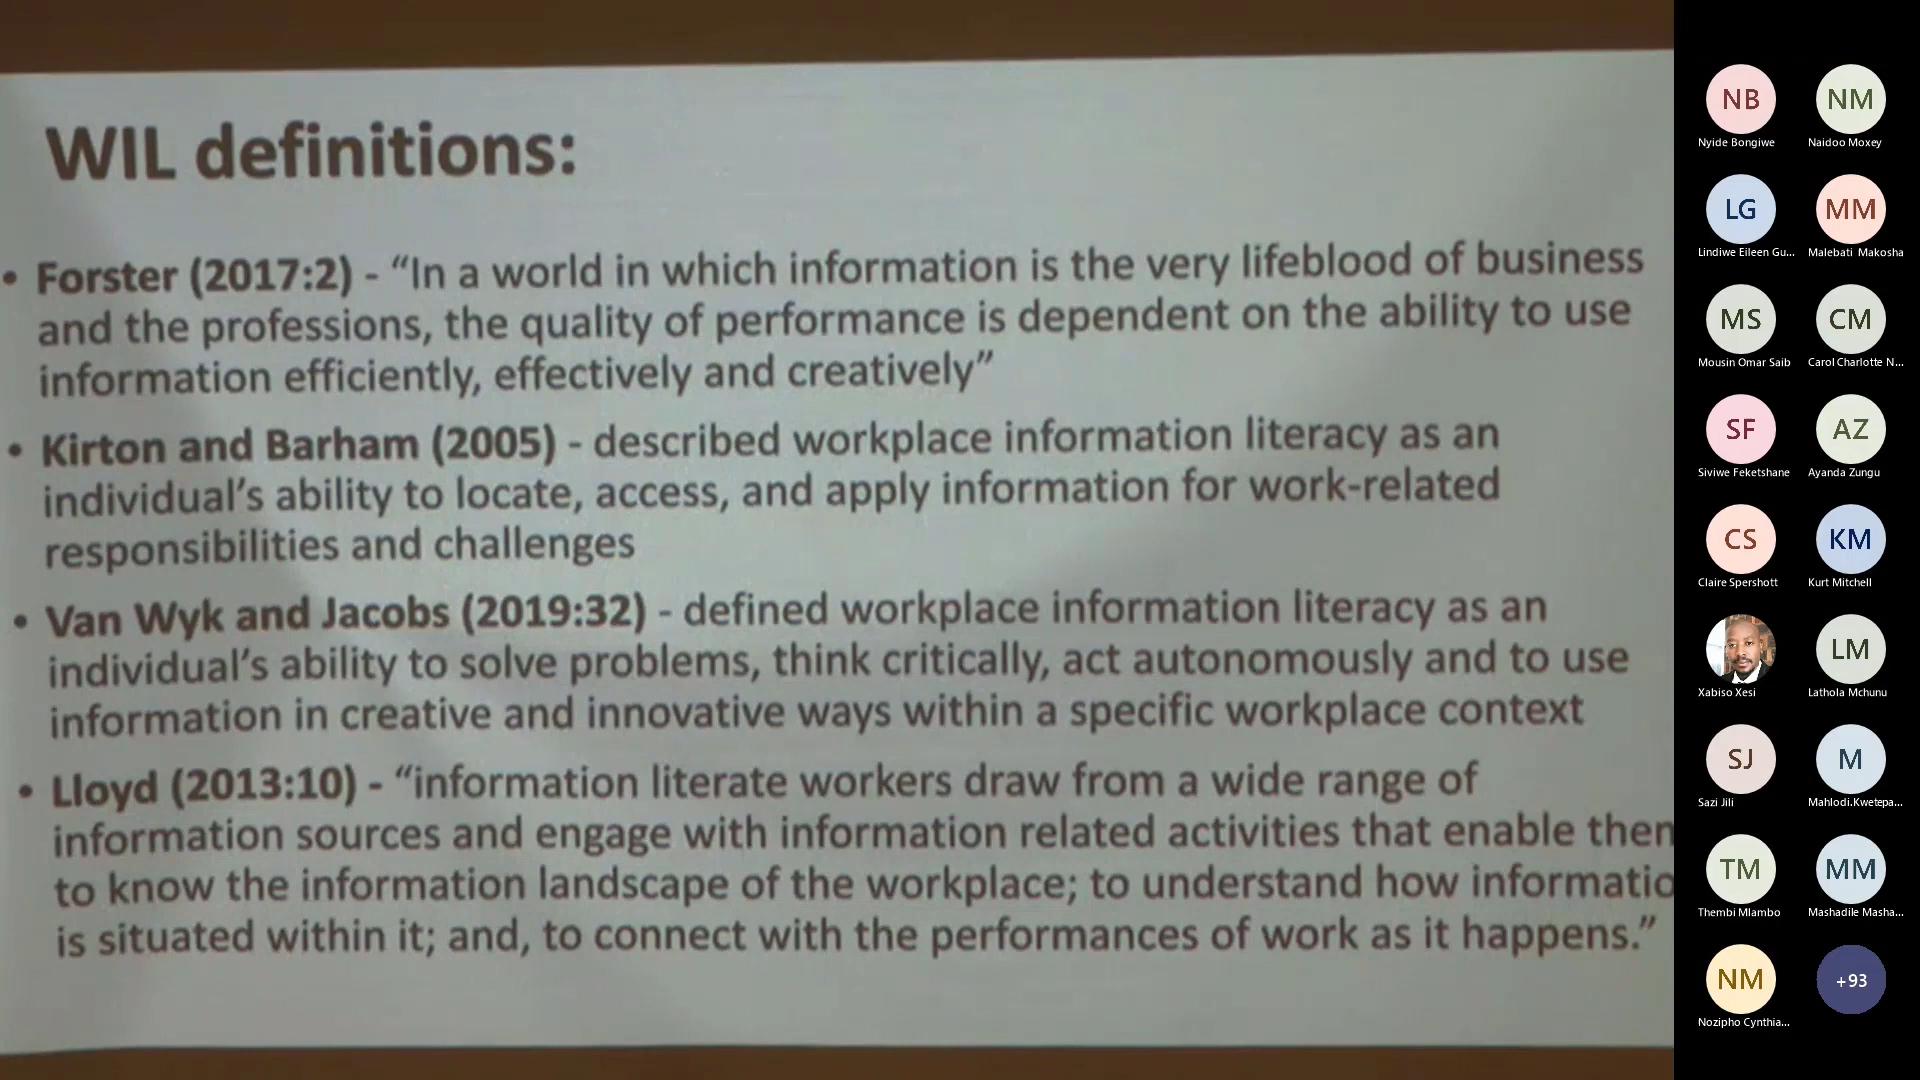 WIL definitions:
• Forster (2017:2) - “In a world in which information is the very lifeblood of business
and the professions, the quality of performance is dependent on the ability to use
information efficiently, effectively and creatively”
• Kirton and Barham (2005) - described workplace information literacy as an
individual’s ability to locate, access, and apply information for work-related
responsibilities and challenges
• Van Wyk and Jacobs (2019:32) - defined workplace information literacy as an
individual’s ability to solve problems, think critically, act autonomously and to use
information in creative and innovative ways within a specific workplace context
• Lloyd (2013:10) - “information literate workers draw from a wide range of
information sources and engage with information related activities that enable
to know the information landscape of the workplace; to understand how informatio
is situated within it; and, to connect with the performances of work as it happens.”
NB NM
Nyide Bongiwe Naidoo Moxey
LG MM
Lindiwe Eileen Gu... Malebati Makosha
MS CM
Mousin Omar Saib Carol Charlotte N...
SF AZ
Siviwe Feketshane Ayanda Zungu
CS KM
Claire Spershott Kurt Mitchell
LM
Xabiso Xesi Lathola Mchunu
SJ M
Sazi Jili Mahlodi.Kwetepa...
TM MM
Thembi Mlambo Mashadile Masha...
NM +93
Nozipho Cynthia...